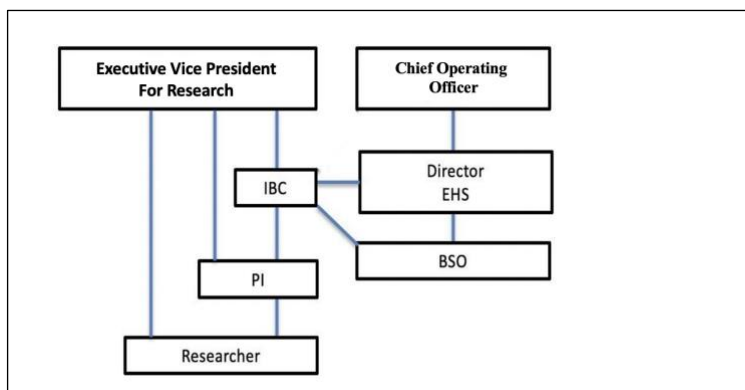 Executive Vice President
For Research
Chief Operating
Officer
IBC
Director
EHS
BSO
PI
Researcher